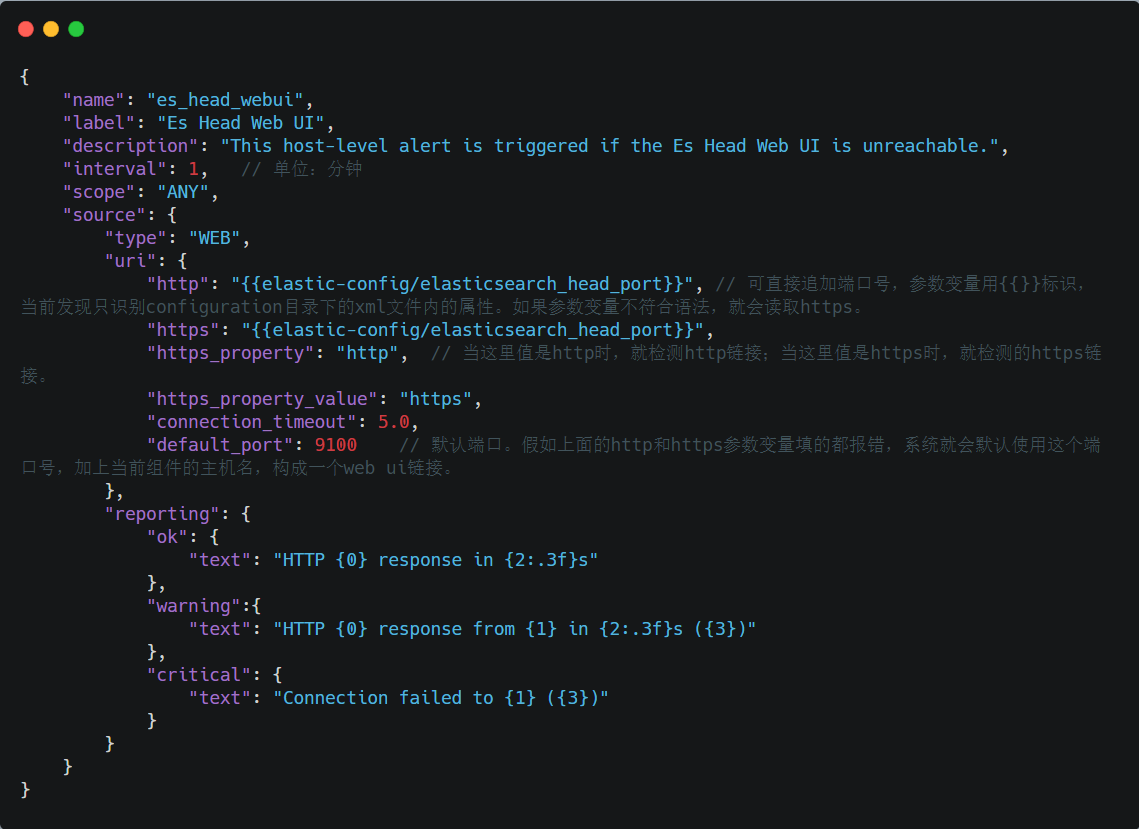 {
    "name": "es_head_webui",
    "label": "Es Head Web UI",
    "description": "This host-level alert is triggered if the Es Head Web UI is unreachable.",
    "interval": 1,   // 单位：分钟
    "scope": "ANY",
    "source": {
        "type": "WEB",
        "uri": {
            "http": "{{elastic-config/elasticsearch_head_port}}", // 可直接追加端口号，参数变量用{{}}标识，
当前发现只识别configuration目录下的xml文件内的属性。如果参数变量不符合语法，就会读取https。
            "https": "{{elastic-config/elasticsearch_head_port}}",
            "https_property": "http",  // 当这里值是http时，就检测http链接；当这里值是https时，就检测的https链
接。
            "https_property_value": "https",
            "connection_timeout": 5.0,
            "default_port": 9100    // 默认端口。假如上面的http和https参数变量填的都报错，系统就会默认使用这个端
口号，加上当前组件的主机名，构成一个web ui链接。
        },
        "reporting": {
            "ok": {
                "text": "HTTP {0} response in {2:.3f}s"
            },
            "warning":{
                "text": "HTTP {0} response from {1} in {2:.3f}s ({3})"
            },
            "critical": {
                "text": "Connection failed to {1} ({3})"
            }
        }
    }
}